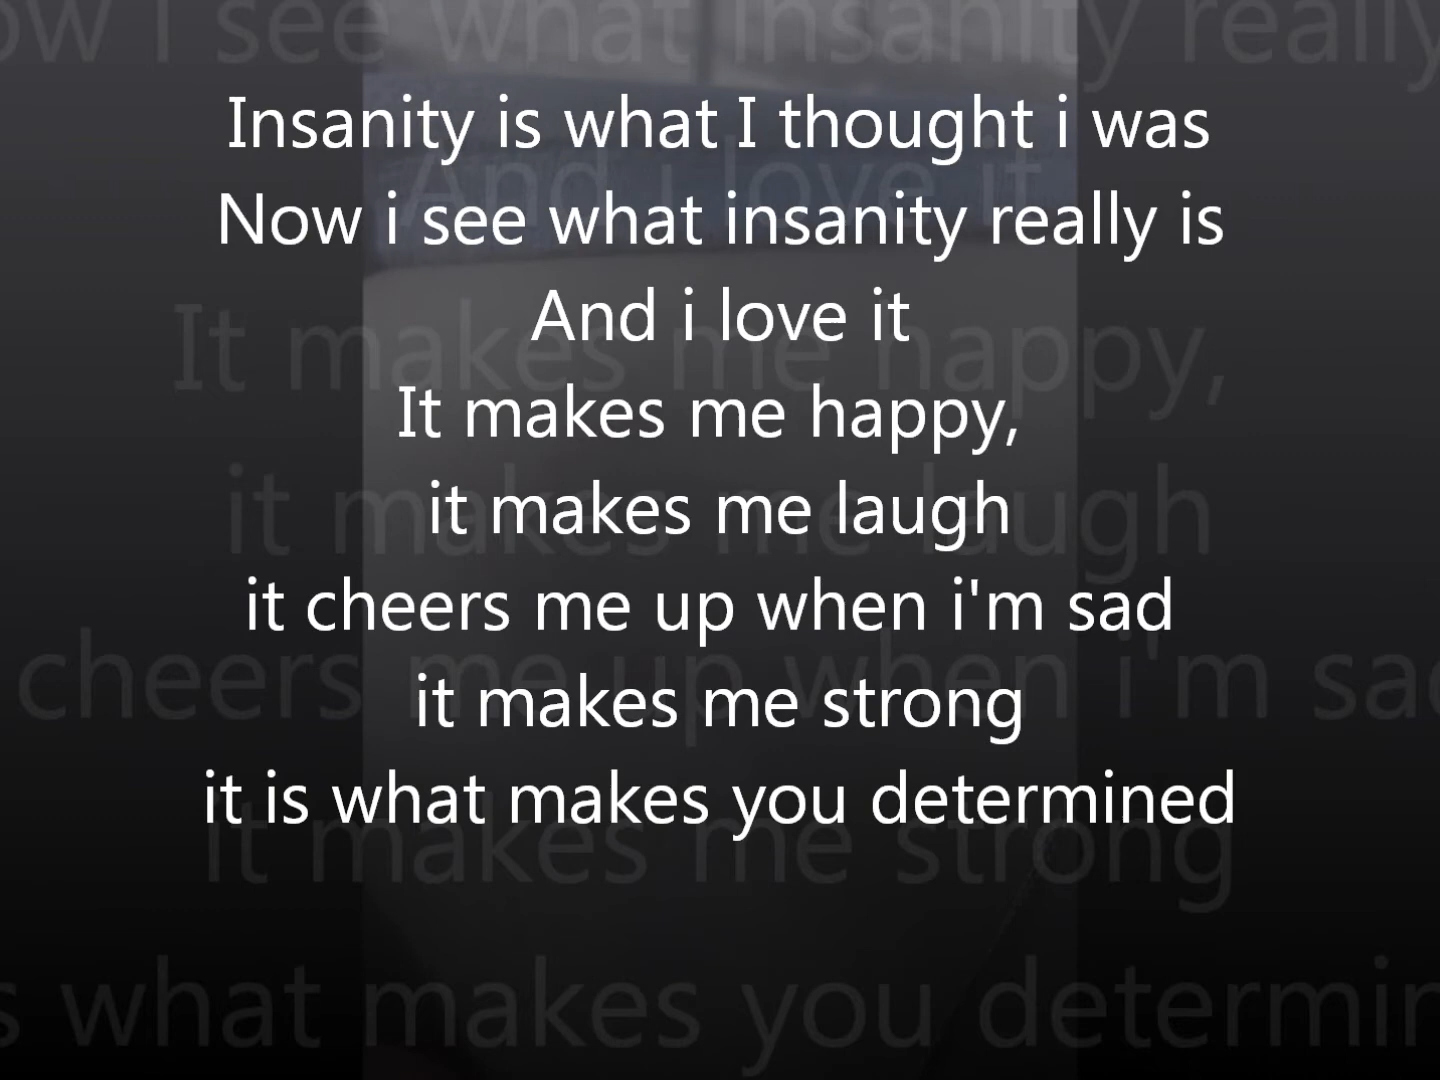 Insanity is what I thought i was
Now i see what insanity really is
And i love it
It makes me happy,
it makes me laugh
it cheers me up when i'm sad
it makes me strong
it is what makes you determined